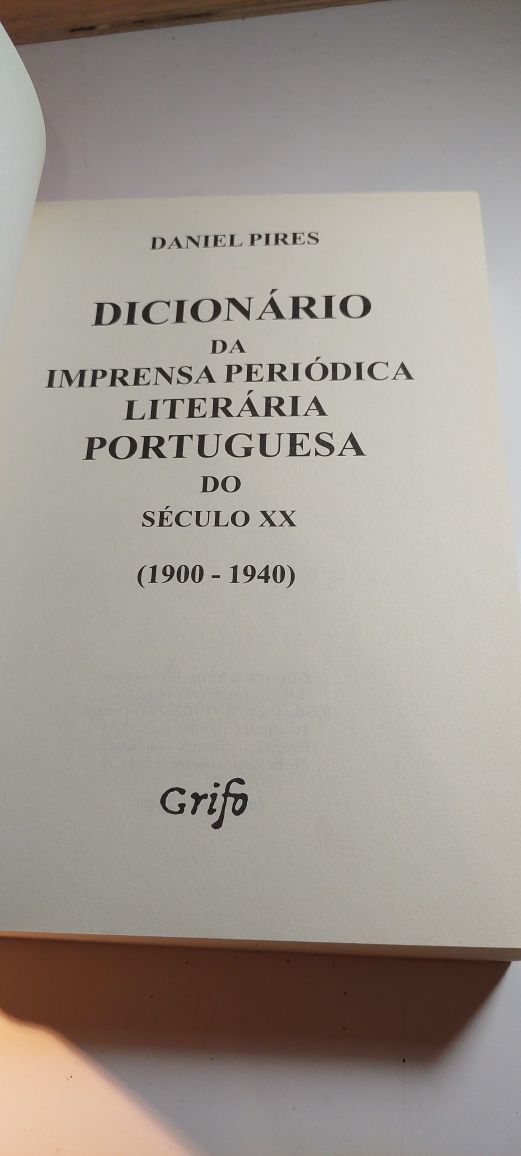 DANIEL PIRES
DICIONÁRIO
DA
IMPRENSA PERIÓDICA
LITERÁRIA
PORTUGUESA
DO
SÉCULO XX
(1900 - 1940)
Grifo